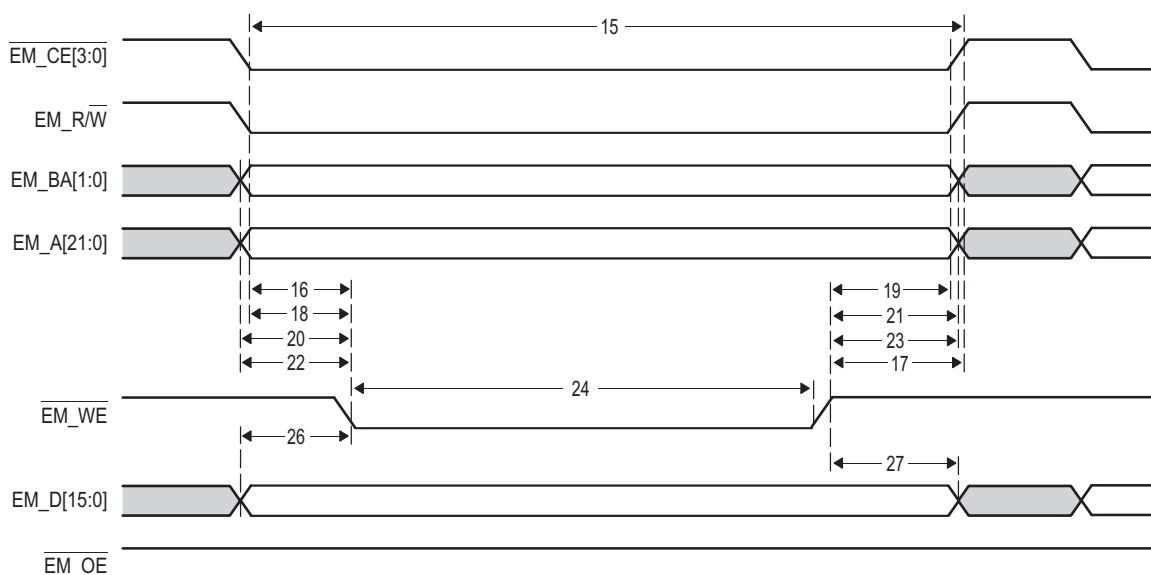 15
EM_CE[3:0]
EM_R/W
EM_BA[1:0]
EM_A[21:0]
16 19
18 21
20 23
22 17
24
EM_WE
26
27
EM_D[15:0]
EM_OE